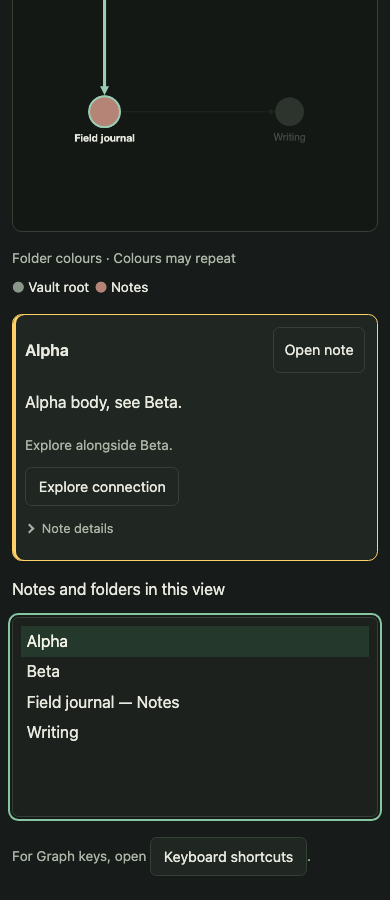 Field journal
Writing
Folder colours · Colours may repeat
Vault root Notes
Alpha
Open note
Alpha body, see Beta.
Explore alongside Beta.
Explore connection
Note details
Notes and folders in this view
Alpha
Beta
Field journal — Notes
Writing
For Graph keys, open Keyboard shortcuts.